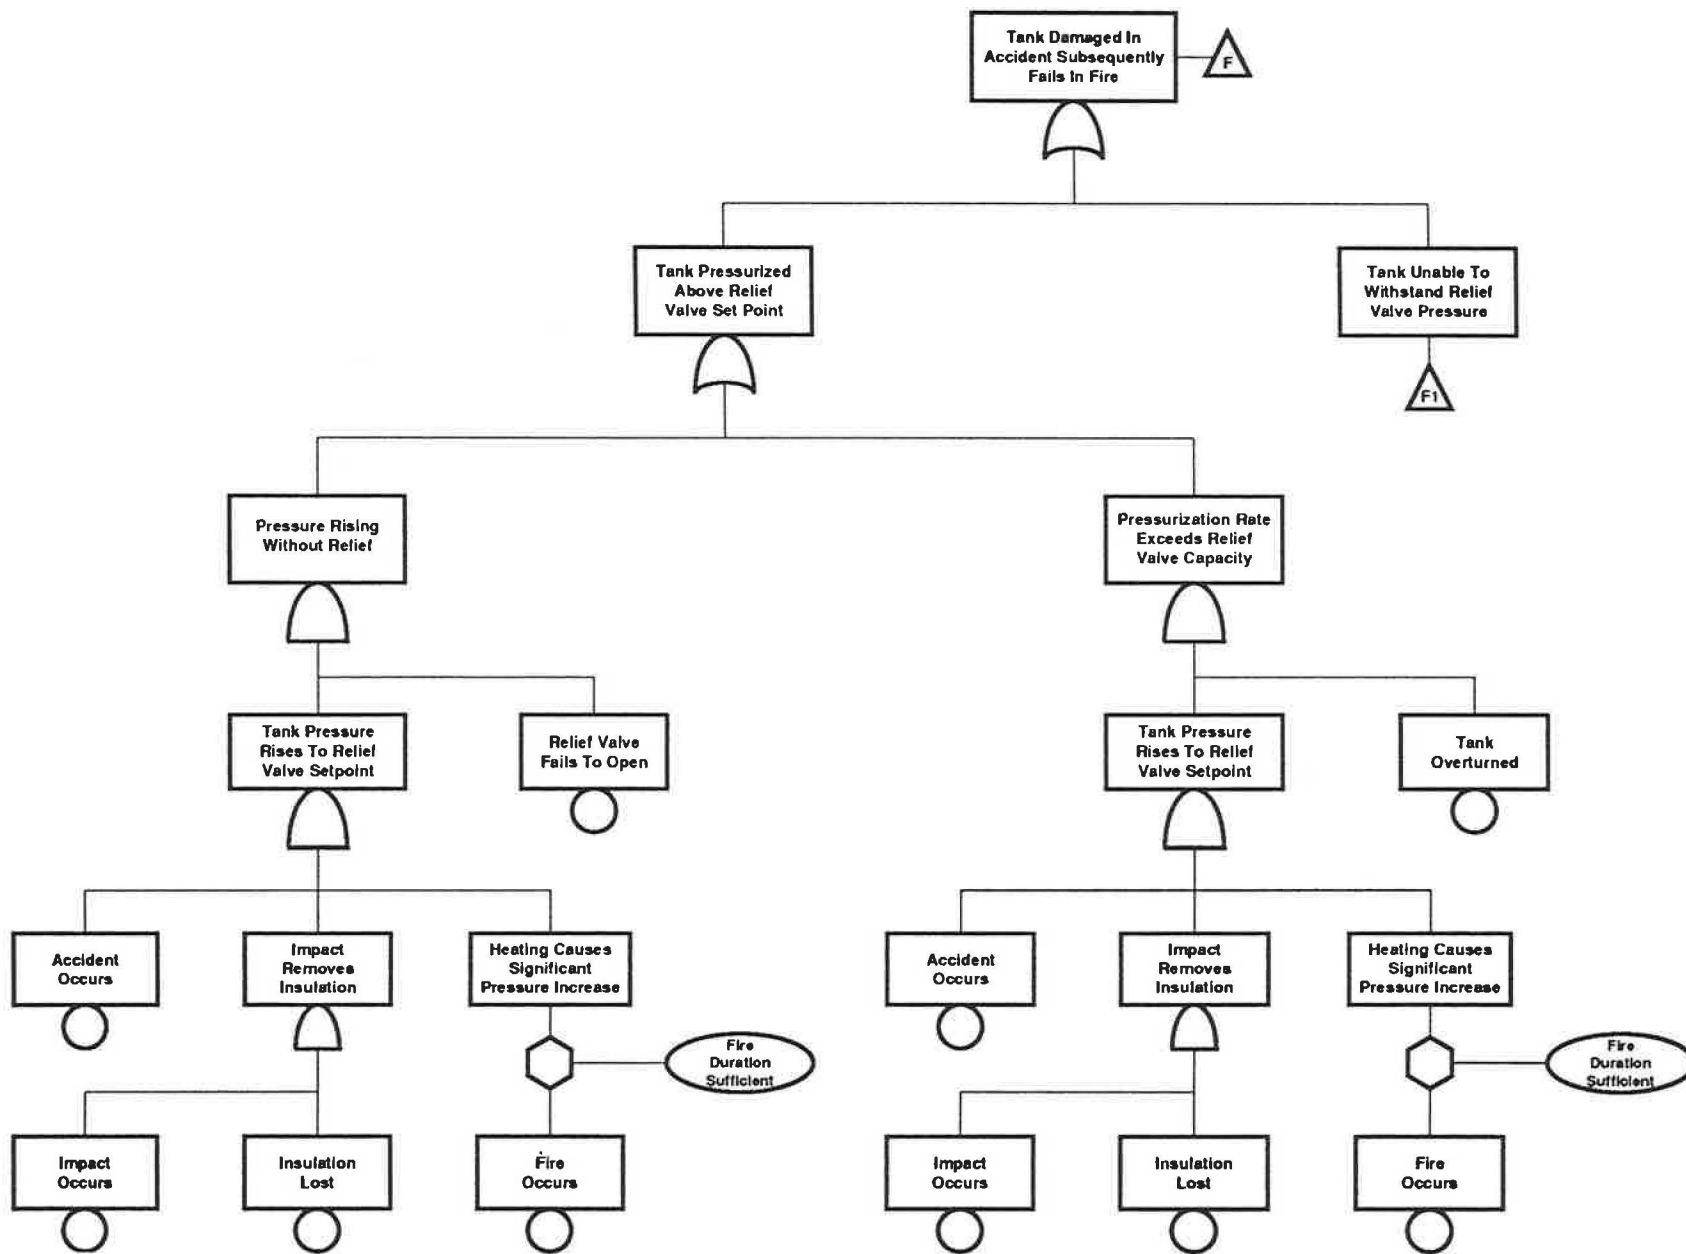 Tank Damaged In
Accident Subsequently
Fails In Fire
F
Tank Pressurized
Above Relief
Valve Set Point
Tank Unable To
Withstand Relief
Valve Pressure
F1
Pressure Rising
Without Relief
Pressurization Rate
Exceeds Relief
Valve Capacity
Tank Pressure
Rises To Relief
Valve Setpoint
Relief Valve
Fails To Open
Tank Pressure
Rises To Relief
Valve Setpoint
Tank
Overturned
Accident
Occurs
Impact
Removes
Insulation
Heating Causes
Significant
Pressure Increase
Accident
Occurs
Impact
Removes
Insulation
Heating Causes
Significant
Pressure Increase
Fire
Duration
Sufficient
Fire
Duration
Sufficient
Impact
Occurs
Insulation
Lost
Fire
Occurs
Impact
Occurs
Insulation
Lost
Fire
Occurs